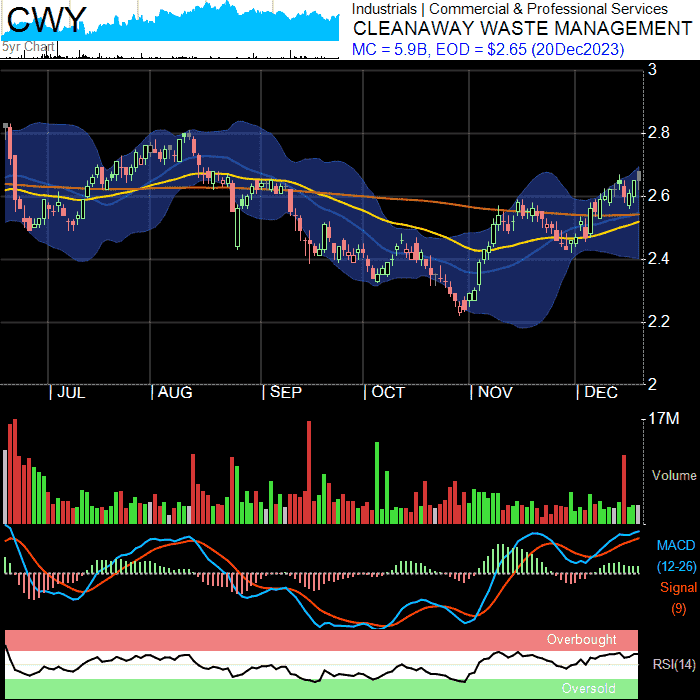 CWY
5yr Chart
Industrials | Commercial & Professional Services
CLEANAWAY WASTE MANAGEMENT
MC = 5.9B, EOD = $2.65 (20Dec2023)
3
2.8
2.6
2.4
2.2
2
| JUL | AUG | SEP | OCT | NOV | DEC
17M
Volume
MACD
(12-26)
Signal
(9)
Overbought
RSI(14)
Oversold